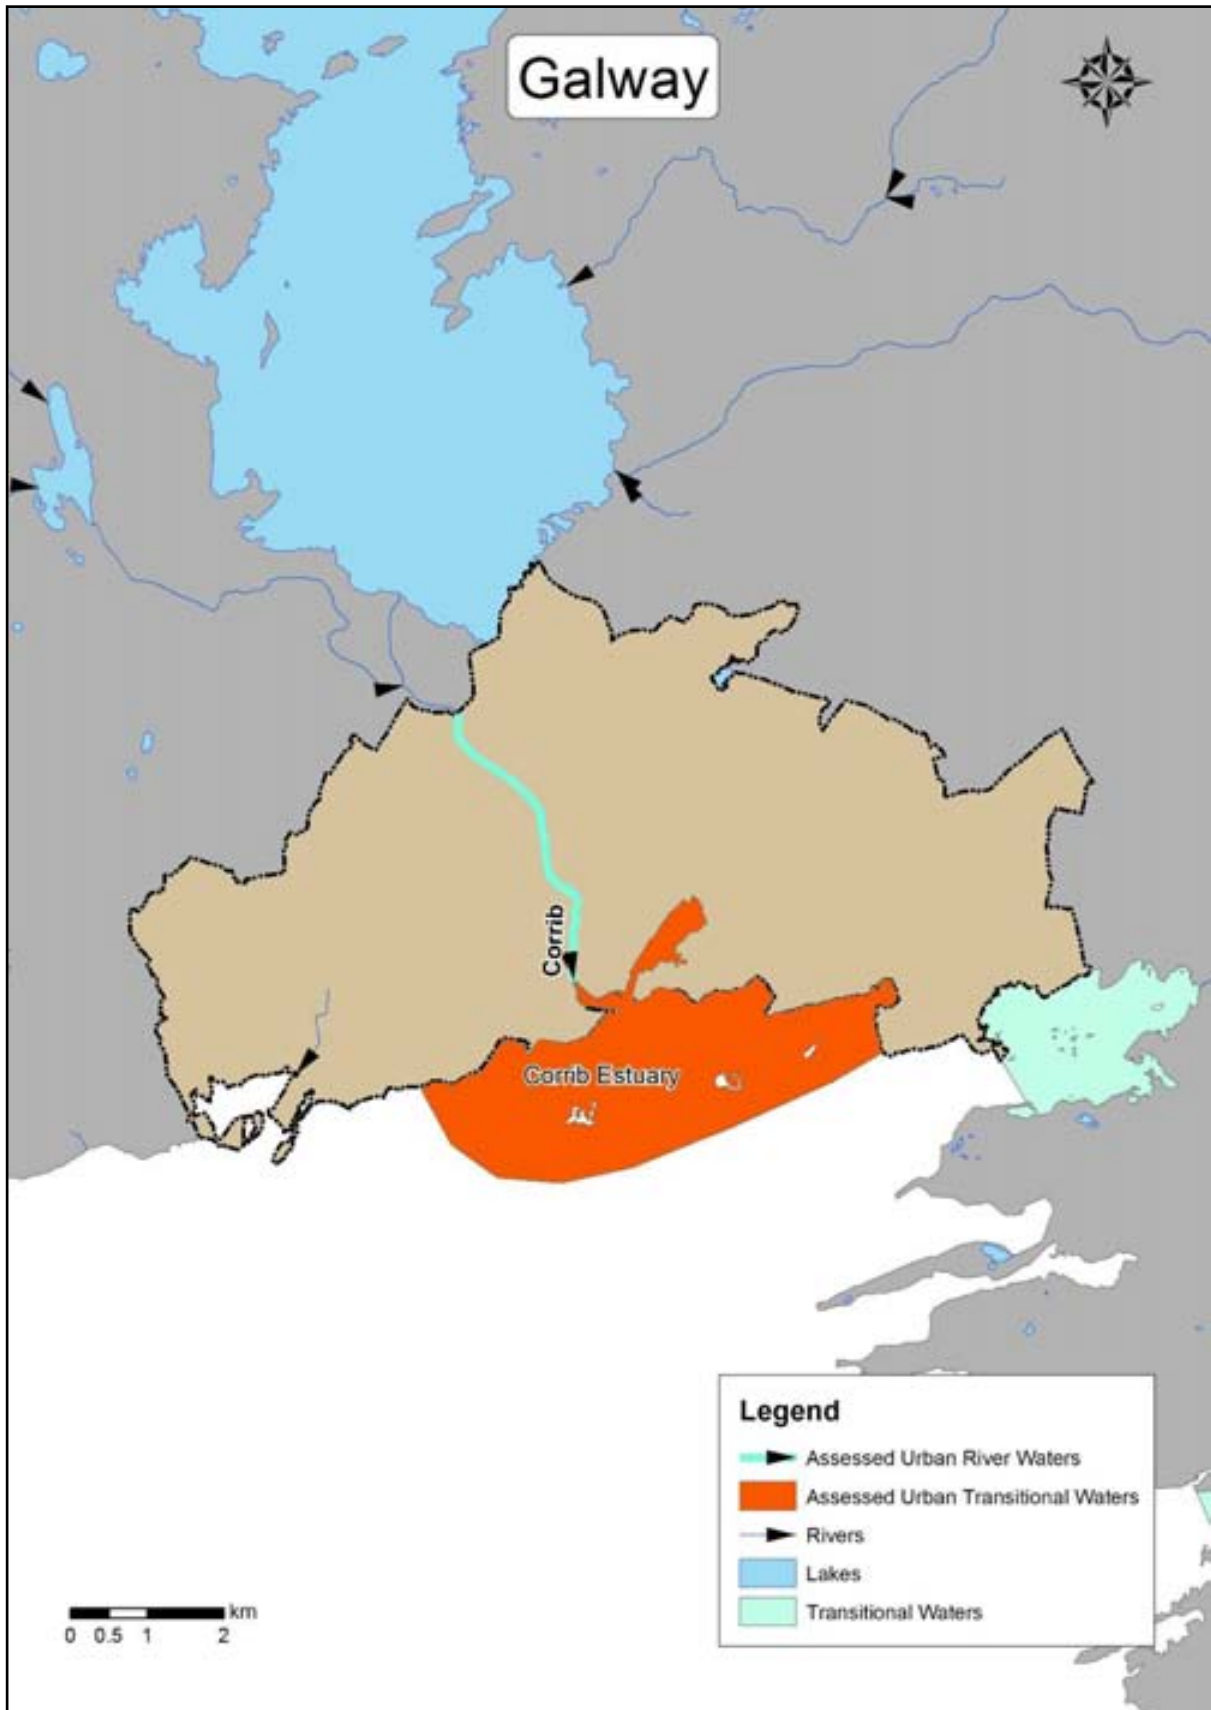 Galway
Corrib
Corrib Estuary
Legend
Assessed Urban River Waters
Assessed Urban Transitional Waters
Rivers
Lakes
Transitional Waters
km
0 0.5 1 2